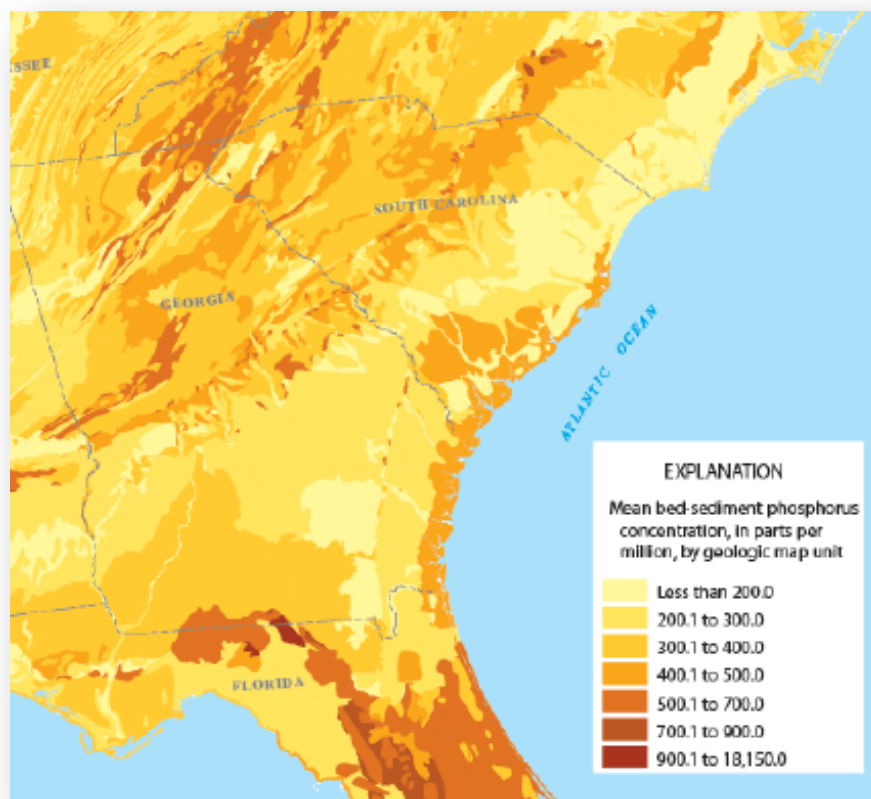 SSEE
SOUTH CAROLINA
GEORGIA
ATLANTIC OCEAN
FLORIDA
EXPLANATION
Mean bed-sediment phosphorus
concentration, in parts per
million, by geologic map unit
Less than 200.0
200.1 to 300.0
300.1 to 400.0
400.1 to 500.0
500.1 to 700.0
700.1 to 900.0
900.1 to 18,150.0